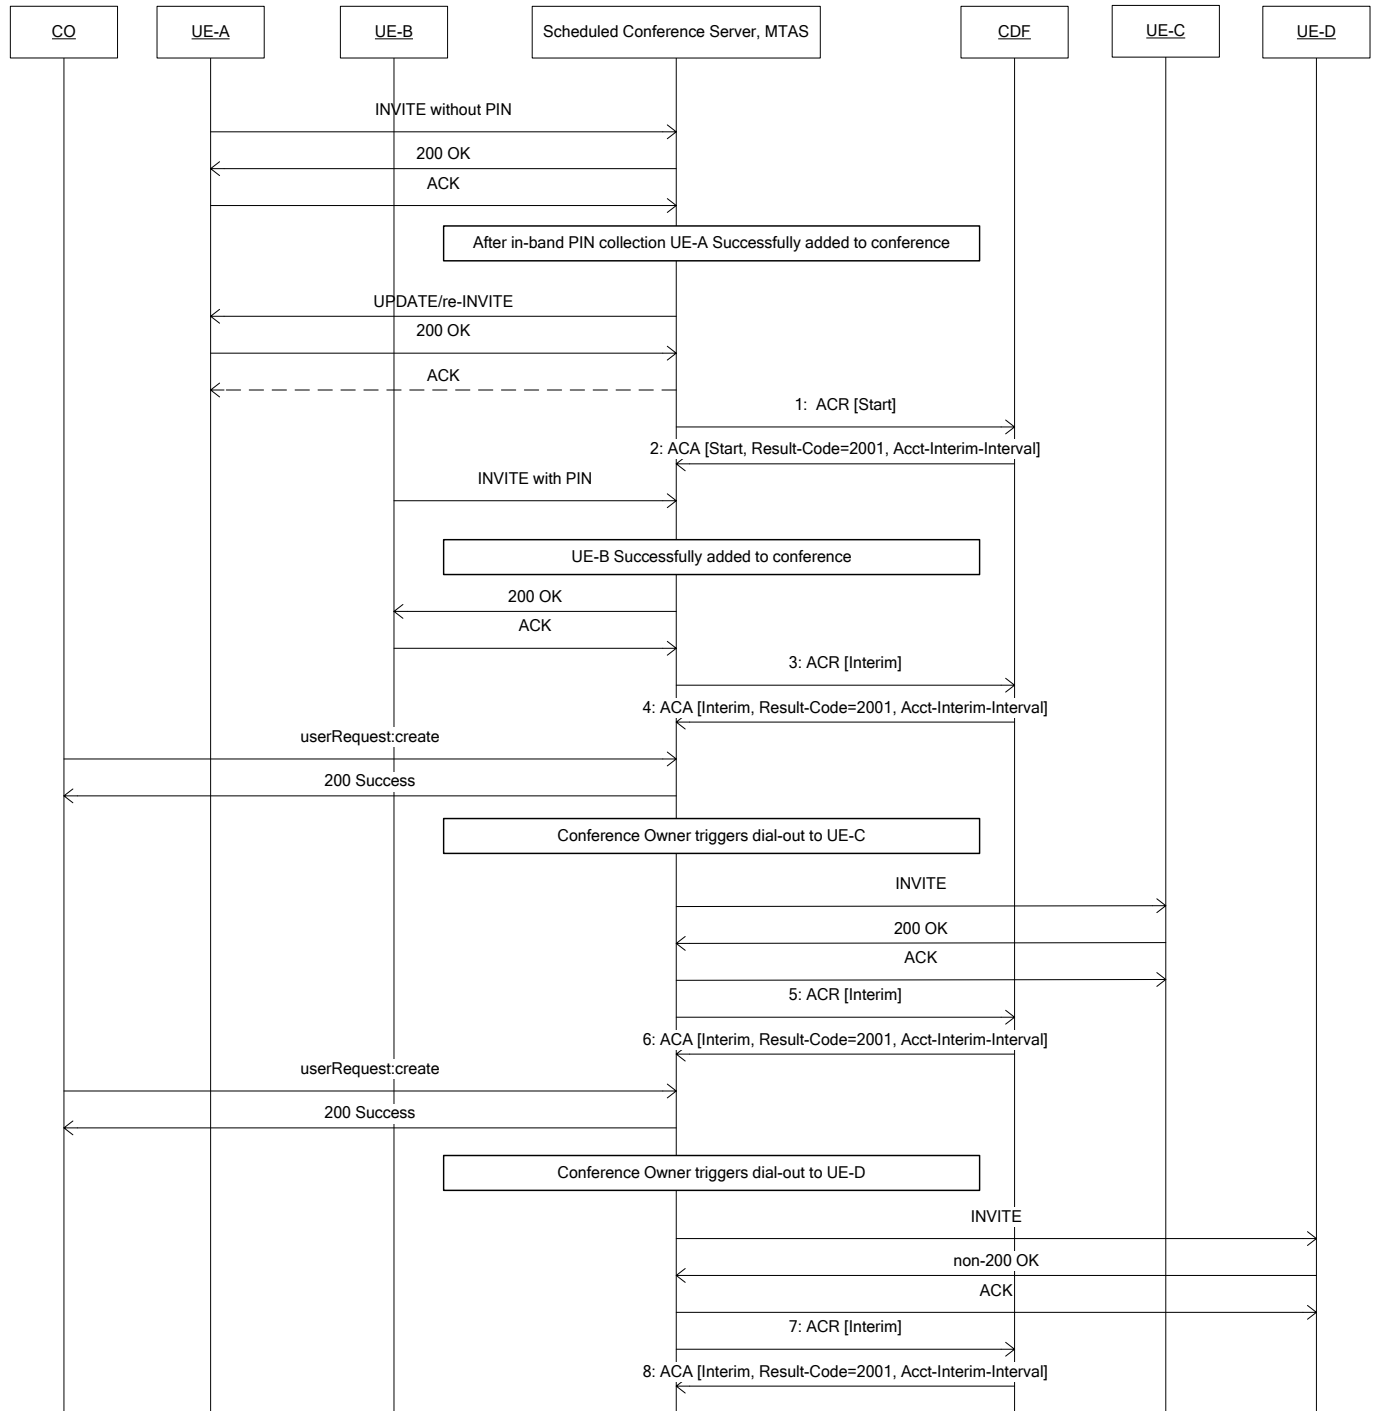 CO
UE-A
UE-B
Scheduled Conference Server, MTAS
CDF
UE-C
UE-D
INVITE without PIN
200 OK
ACK
After in-band PIN collection UE-A Successfully added to conference
UPDATE/re-INVITE
200 OK
ACK
1: ACR [Start]
2: ACA [Start, Result-Code=2001, Acct-Interim-Interval]
INVITE with PIN
UE-B Successfully added to conference
200 OK
ACK
3: ACR [Interim]
4: ACA [Interim, Result-Code=2001, Acct-Interim-Interval]
userRequest:create
200 Success
Conference Owner triggers dial-out to UE-C
INVITE
200 OK
ACK
5: ACR [Interim]
6: ACA [Interim, Result-Code=2001, Acct-Interim-Interval]
userRequest:create
200 Success
Conference Owner triggers dial-out to UE-D
INVITE
non-200 OK
ACK
7: ACR [Interim]
8: ACA [Interim, Result-Code=2001, Acct-Interim-Interval]